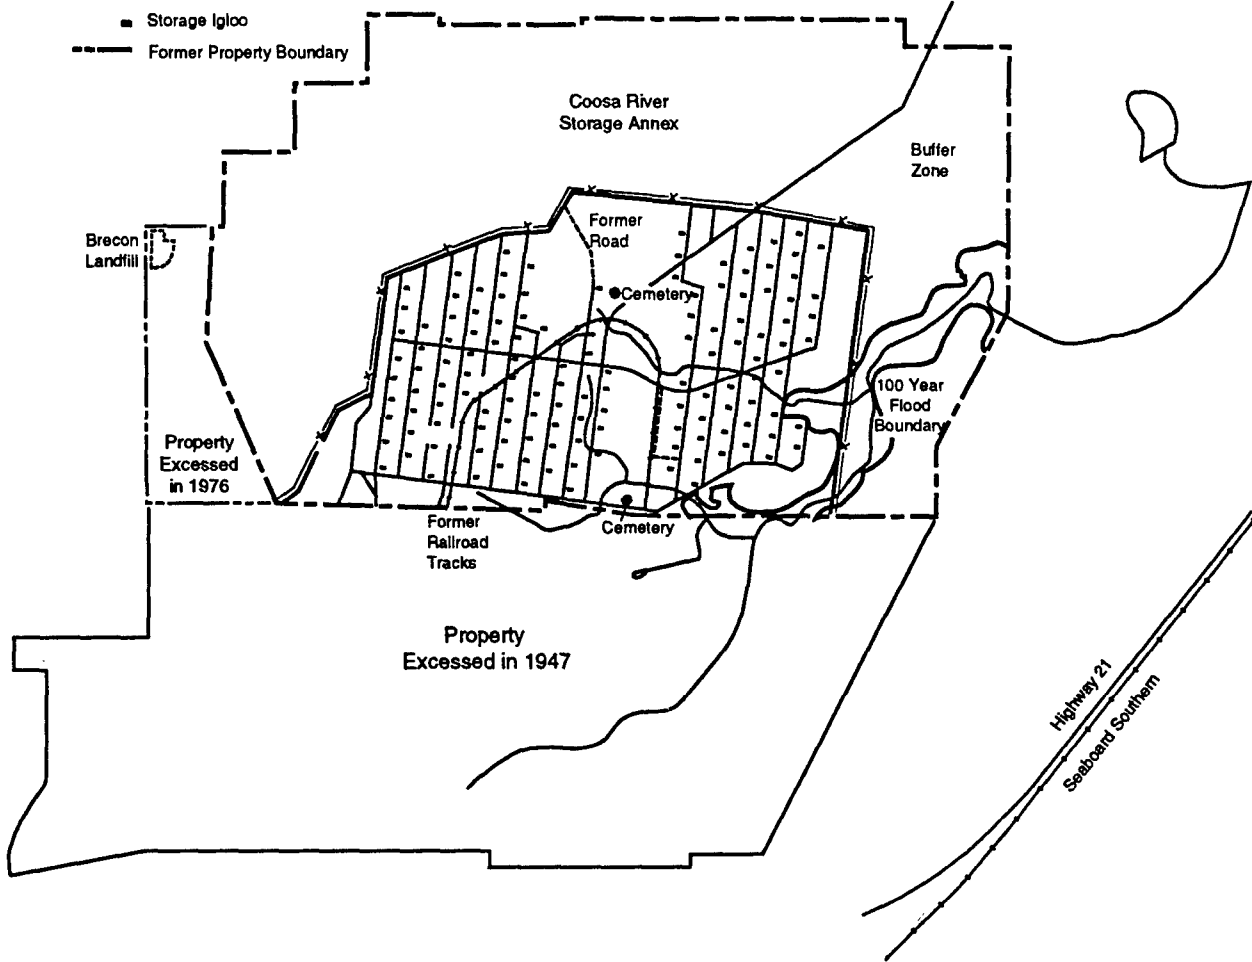 Storage Igloo
Former Property Boundary
Coosa River
Storage Annex
Buffer
Zone
Brecon
Landfill
Former
Road
Cemetery
100 Year
Flood
Boundary
Property
Excessed
in 1976
Former
Railroad
Tracks
Cemetery
Property
Excessed in 1947
Highway 21
Seaboard Southern